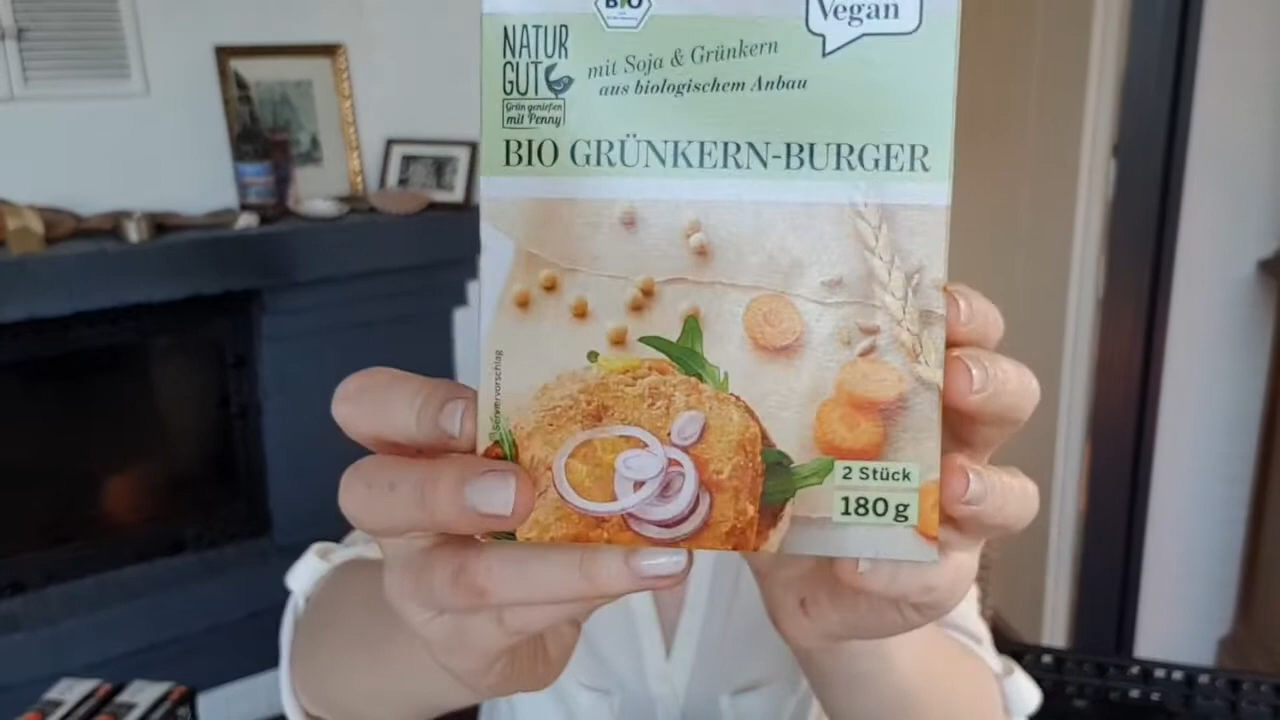 BIO
Vegan
NATUR
GUT
Grün genießen
mit Penny
mit Soja & Grünkern
aus biologischem Anbau
BIO GRÜNKERN-BURGER
Serviervorschlag
2 Stück
180 g